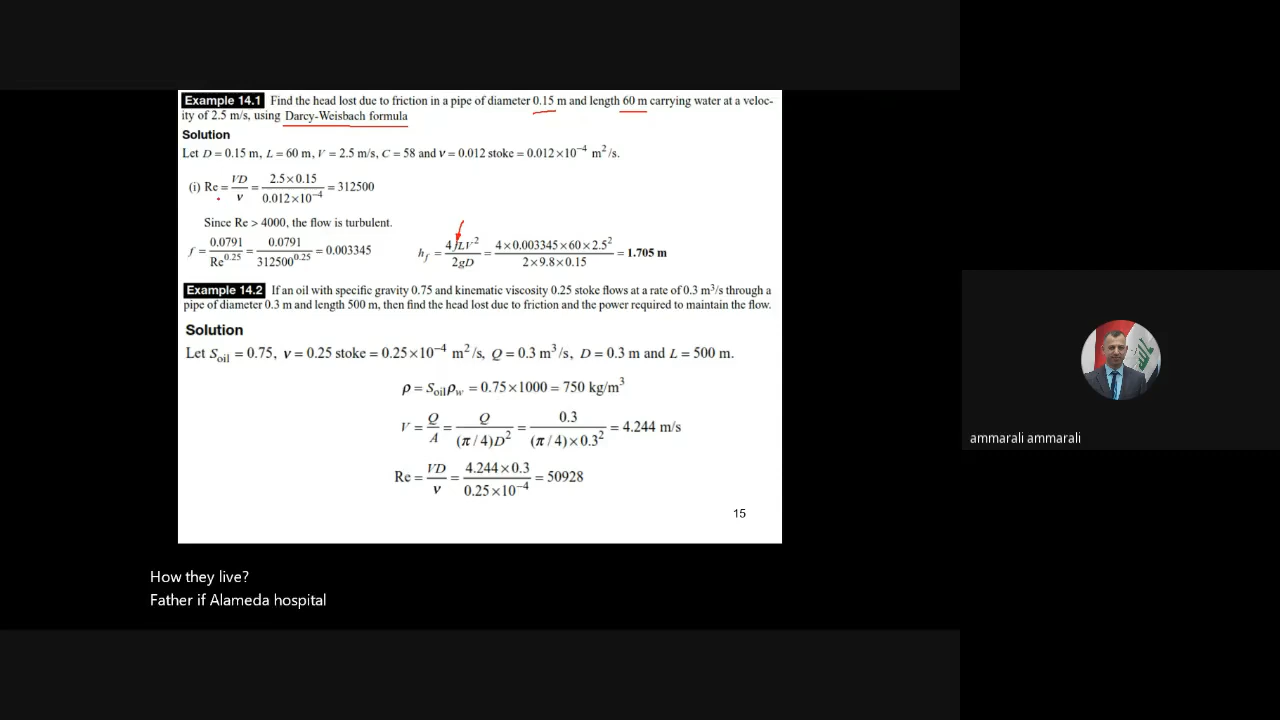 Example 14.1 Find the head lost due to friction in a pipe of diameter 0.15 m and length 60 m carrying water at a veloc-
ity of 2.5 m/s, using Darcy-Weisbach formula
Solution
Let D = 0.15 m, L = 60 m, V = 2.5 m/s, C = 58 and ν = 0.012 stoke = 0.012×10⁻⁴ m²/s.
(i) Re = VD/ν = (2.5×0.15)/(0.012×10⁻⁴) = 312500
Since Re > 4000, the flow is turbulent.
f = 0.0791/Re^0.25 = 0.0791/312500^0.25 = 0.003345 h_f = 4fLV²/2gD = (4×0.003345×60×2.5²)/(2×9.8×0.15) = 1.705 m
Example 14.2 If an oil with specific gravity 0.75 and kinematic viscosity 0.25 stoke flows at a rate of 0.3 m³/s through a
pipe of diameter 0.3 m and length 500 m, then find the head lost due to friction and the power required to maintain the flow.
Solution
Let S_oil = 0.75, ν = 0.25 stoke = 0.25×10⁻⁴ m²/s, Q = 0.3 m³/s, D = 0.3 m and L = 500 m.
ρ = S_oil ρ_w = 0.75×1000 = 750 kg/m³
V = Q/A = Q/((π/4)D²) = 0.3/((π/4)×0.3²) = 4.244 m/s
Re = VD/ν = (4.244×0.3)/(0.25×10⁻⁴) = 50928
15
ammarali ammarali
How they live?
Father if Alameda hospital